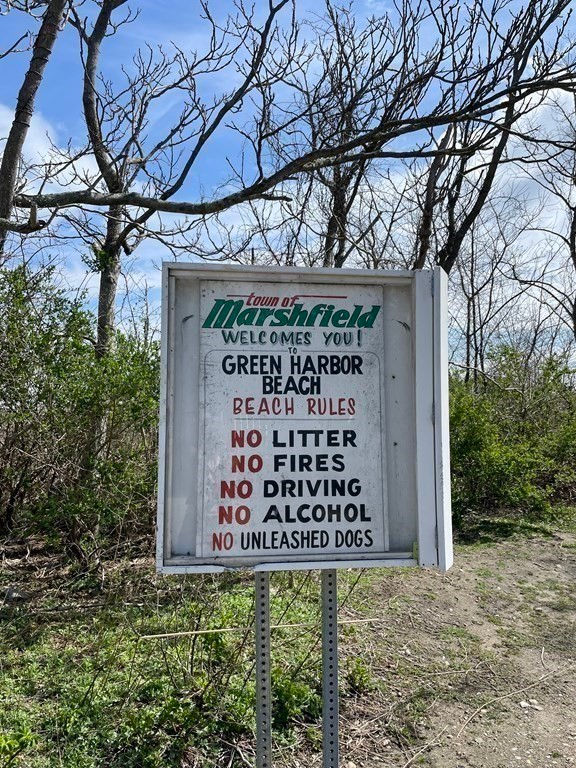 town of
Marshfield
WELCOMES YOU!
TO
GREEN HARBOR
BEACH
BEACH RULES
NO LITTER
NO FIRES
NO DRIVING
NO ALCOHOL
NO UNLEASHED DOGS